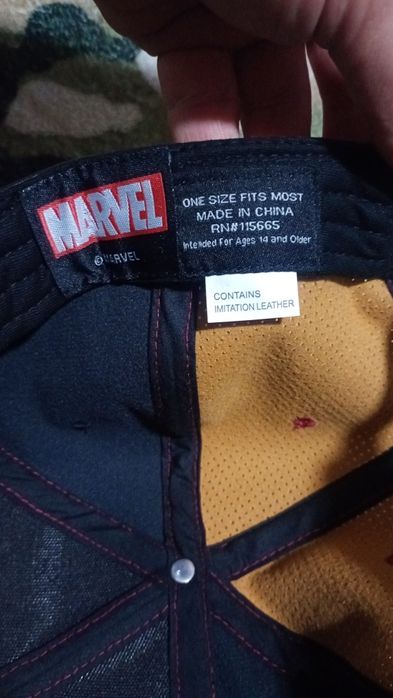 MARVEL
© MARVEL
ONE SIZE FITS MOST
MADE IN CHINA
RN#115665
Intended For Ages 14 and Older
CONTAINS
IMITATION LEATHER